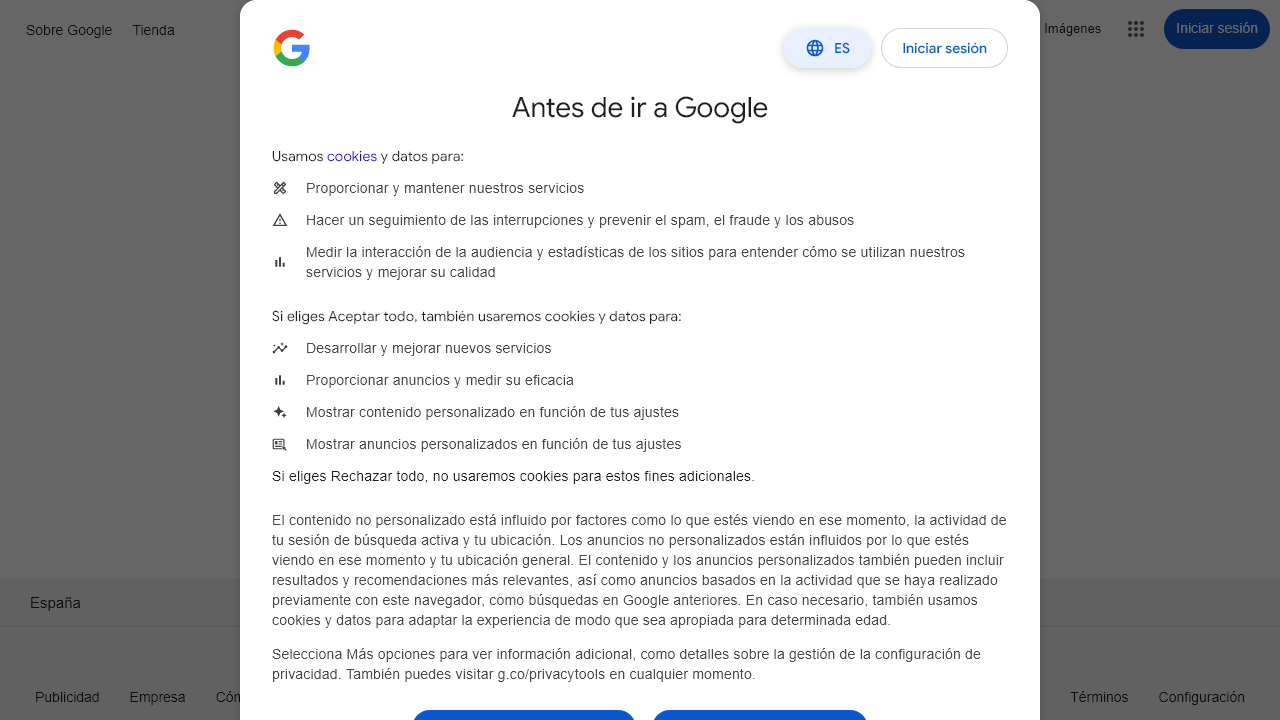 Sobre Google
Tienda
Imágenes
Iniciar sesión
ES
Iniciar sesión
Antes de ir a Google
Usamos cookies y datos para:
Proporcionar y mantener nuestros servicios
Hacer un seguimiento de las interrupciones y prevenir el spam, el fraude y los abusos
Medir la interacción de la audiencia y estadísticas de los sitios para entender cómo se utilizan nuestros
servicios y mejorar su calidad
Si eliges Aceptar todo, también usaremos cookies y datos para:
Desarrollar y mejorar nuevos servicios
Proporcionar anuncios y medir su eficacia
Mostrar contenido personalizado en función de tus ajustes
Mostrar anuncios personalizados en función de tus ajustes
Si eliges Rechazar todo, no usaremos cookies para estos fines adicionales.
El contenido no personalizado está influido por factores como lo que estés viendo en ese momento, la actividad de
tu sesión de búsqueda activa y tu ubicación. Los anuncios no personalizados están influidos por lo que estés
viendo en ese momento y tu ubicación general. El contenido y los anuncios personalizados también pueden incluir
resultados y recomendaciones más relevantes, así como anuncios basados en la actividad que se haya realizado
previamente con este navegador, como búsquedas en Google anteriores. En caso necesario, también usamos
cookies y datos para adaptar la experiencia de modo que sea apropiada para determinada edad.
Selecciona Más opciones para ver información adicional, como detalles sobre la gestión de la configuración de
privacidad. También puedes visitar g.co/privacytools en cualquier momento.
España
Publicidad
Empresa
Términos
Configuración